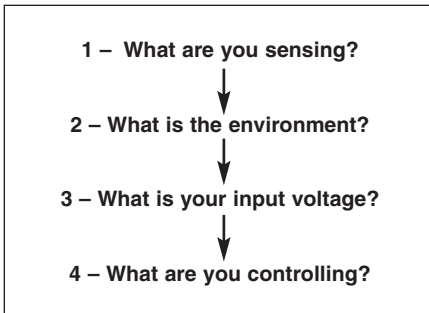 1 – What are you sensing?
2 – What is the environment?
3 – What is your input voltage?
4 – What are you controlling?